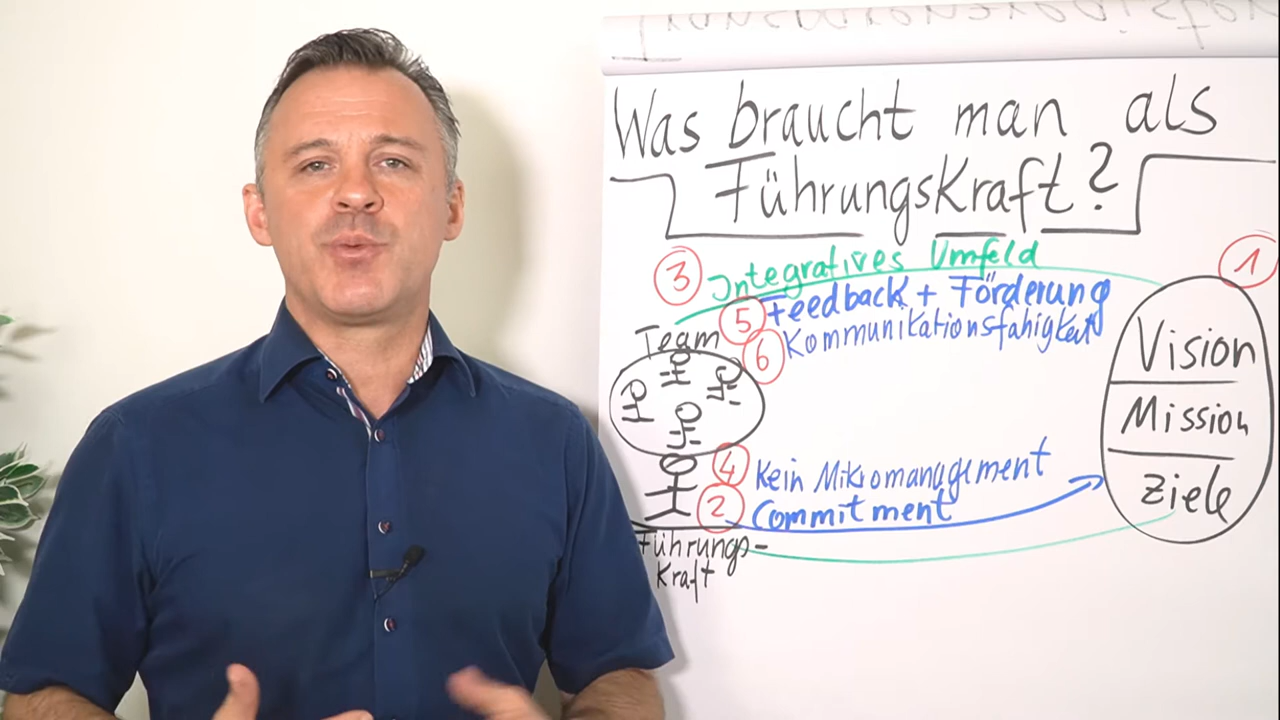 Was braucht man als
Führungskraft?
1
3 Integratives Umfeld
5 Feedback + Förderung
6 Kommunikationsfähigkeit
Team
Vision
Mission
Ziele
4 Kein Mikromanagement
2 Commitment
Führungs-
kraft